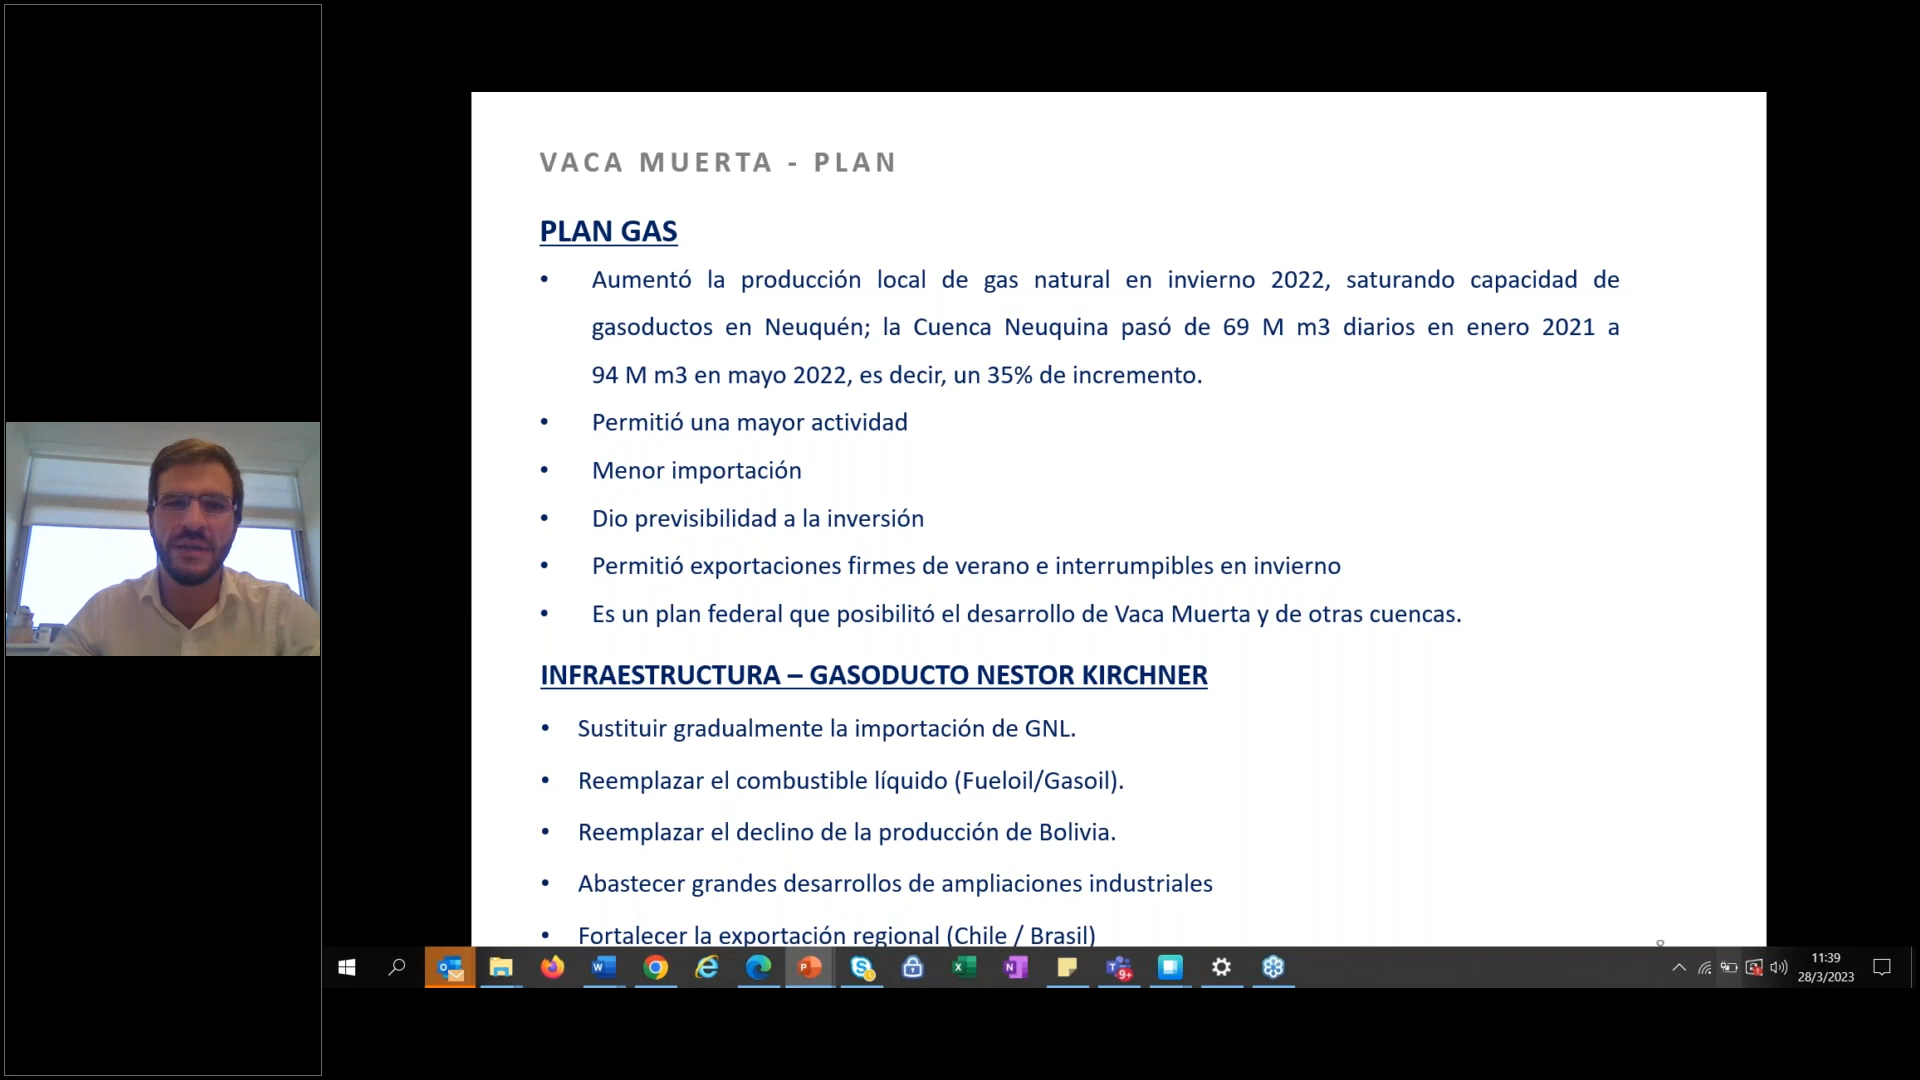 VACA MUERTA - PLAN
PLAN GAS
• Aumentó la producción local de gas natural en invierno 2022, saturando capacidad de
gasoductos en Neuquén; la Cuenca Neuquina pasó de 69 M m3 diarios en enero 2021 a
94 M m3 en mayo 2022, es decir, un 35% de incremento.
• Permitió una mayor actividad
• Menor importación
• Dio previsibilidad a la inversión
• Permitió exportaciones firmes de verano e interrumpibles en invierno
• Es un plan federal que posibilitó el desarrollo de Vaca Muerta y de otras cuencas.
INFRAESTRUCTURA – GASODUCTO NESTOR KIRCHNER
• Sustituir gradualmente la importación de GNL.
• Reemplazar el combustible líquido (Fueloil/Gasoil).
• Reemplazar el declino de la producción de Bolivia.
• Abastecer grandes desarrollos de ampliaciones industriales
• Fortalecer la exportación regional (Chile / Brasil)
9+
11:39
28/3/2023